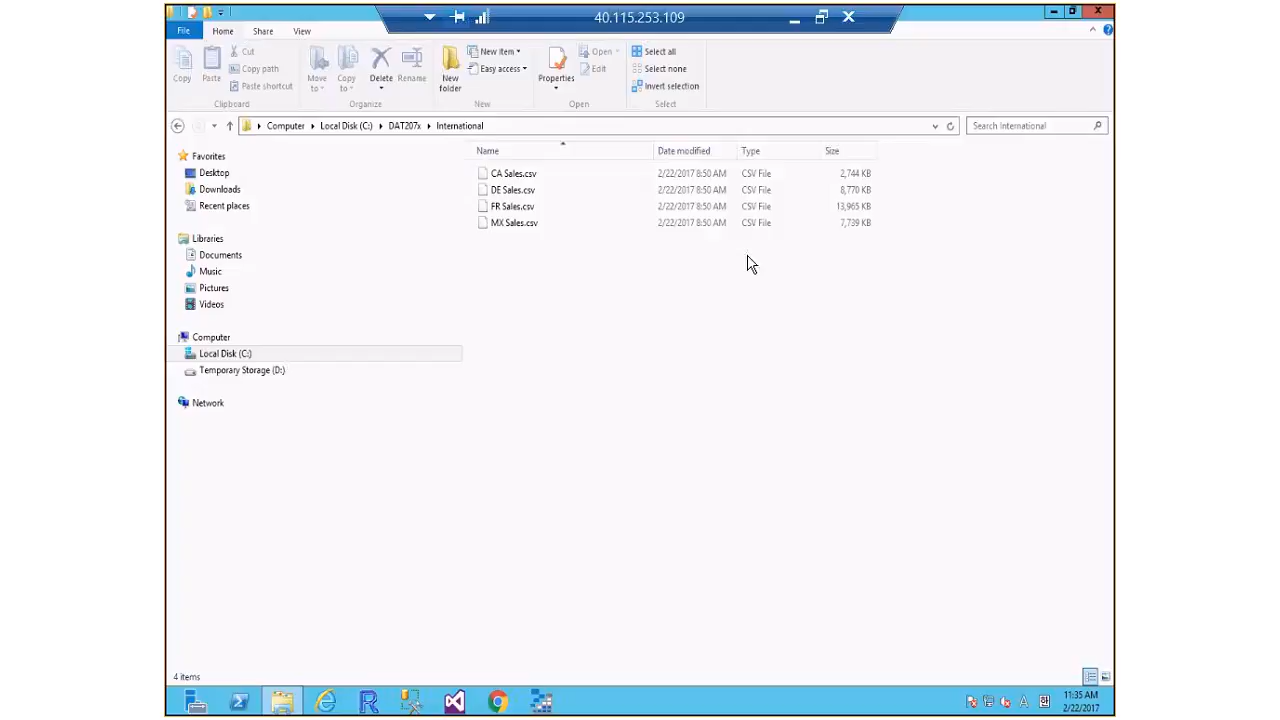 40.115.253.109
File Home Share View
Copy Paste Cut Copy path Paste shortcut Move to Copy to Delete Rename New folder New item Easy access Properties Open Edit Select all Select none Invert selection
Clipboard Organize New Open Select
Computer Local Disk (C:) DAT207x International Search International
Name Date modified Type Size
CA Sales.csv 2/22/2017 8:50 AM CSV File 2,744 KB
DE Sales.csv 2/22/2017 8:50 AM CSV File 8,770 KB
FR Sales.csv 2/22/2017 8:50 AM CSV File 13,965 KB
MX Sales.csv 2/22/2017 8:50 AM CSV File 7,739 KB
Favorites
Desktop
Downloads
Recent places
Libraries
Documents
Music
Pictures
Videos
Computer
Local Disk (C:)
Temporary Storage (D:)
Network
4 items
11:35 AM
2/22/2017